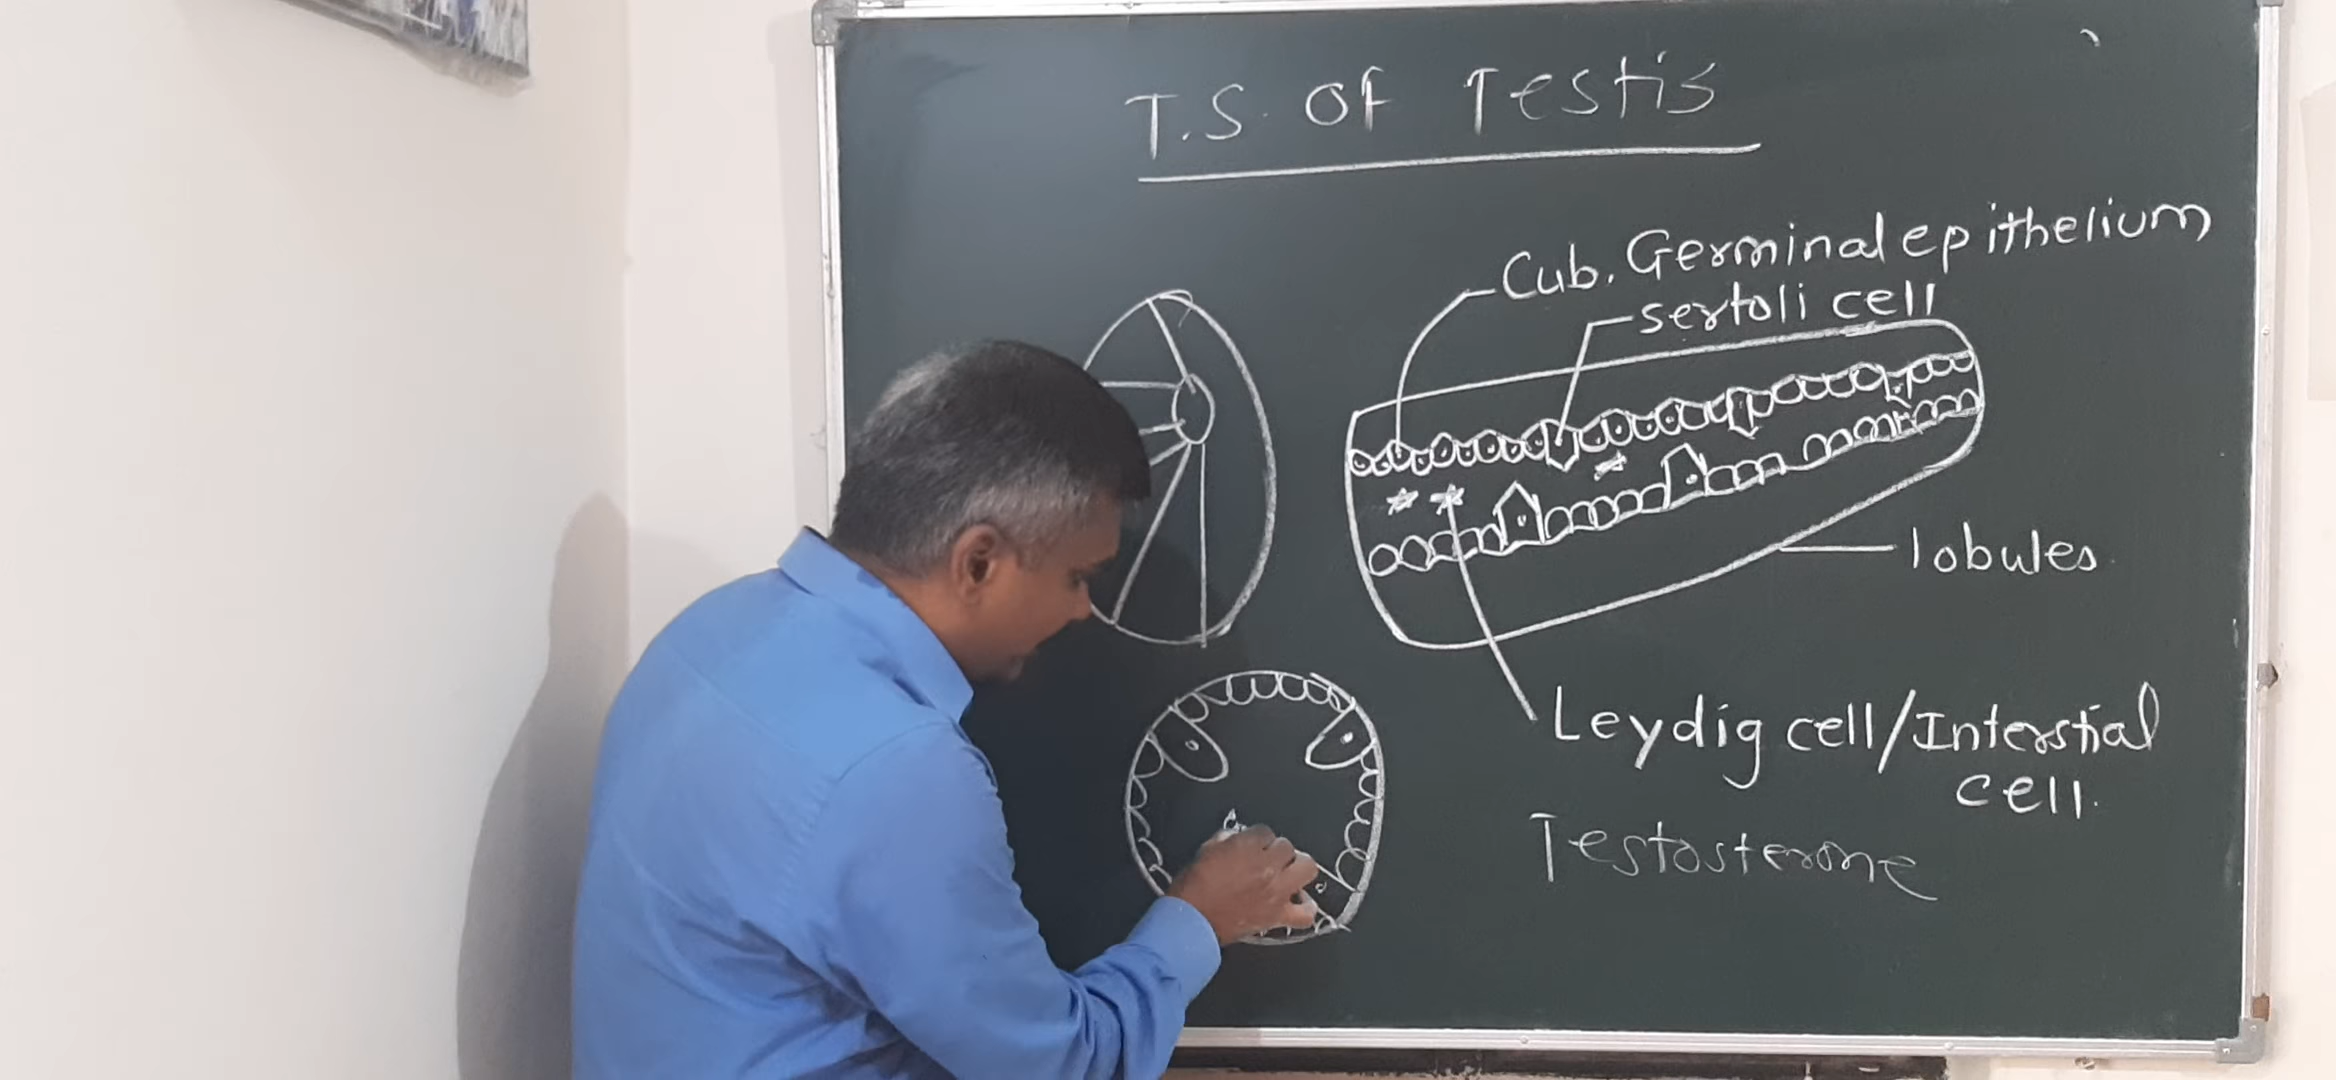 T.S. Of Testis
Cub. Germinal epithelium
sertoli cell
lobules
Leydig cell/Interstial
cell.
Testosterone